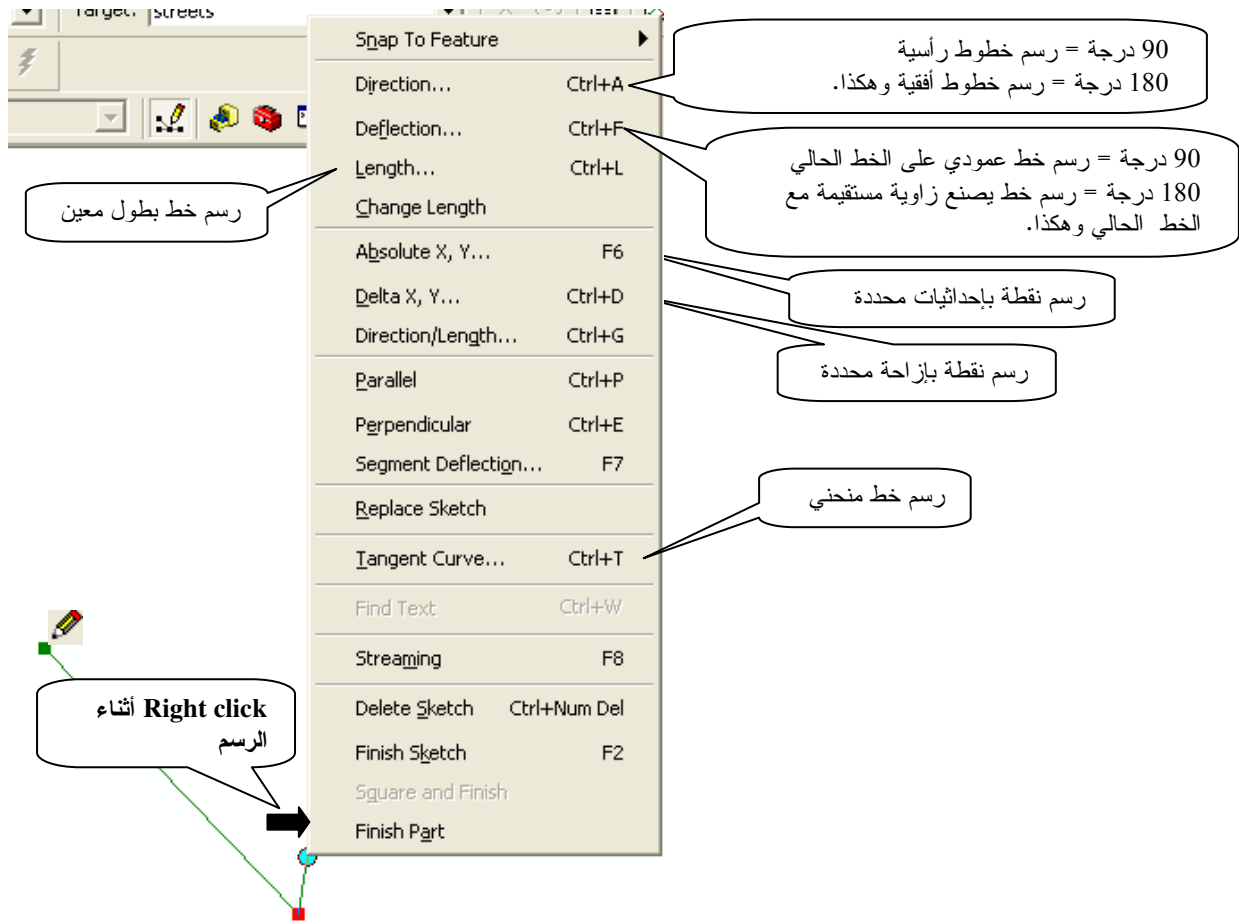 Target: streets
Snap To Feature
Direction... Ctrl+A
Deflection... Ctrl+F
Length... Ctrl+L
Change Length
Absolute X, Y... F6
Delta X, Y... Ctrl+D
Direction/Length... Ctrl+G
Parallel Ctrl+P
Perpendicular Ctrl+E
Segment Deflection... F7
Replace Sketch
Tangent Curve... Ctrl+T
Find Text Ctrl+W
Streaming F8
Delete Sketch Ctrl+Num Del
Finish Sketch F2
Square and Finish
Finish Part
90 درجة = رسم خطوط رأسية
180 درجة = رسم خطوط أفقية وهكذا.
90 درجة = رسم خط عمودي على الخط الحالي
180 درجة = رسم خط يصنع زاوية مستقيمة مع
الخط الحالي وهكذا.
رسم خط بطول معين
رسم نقطة بإحداثيات محددة
رسم نقطة بإزاحة محددة
رسم خط منحني
Right click أثناء
الرسم